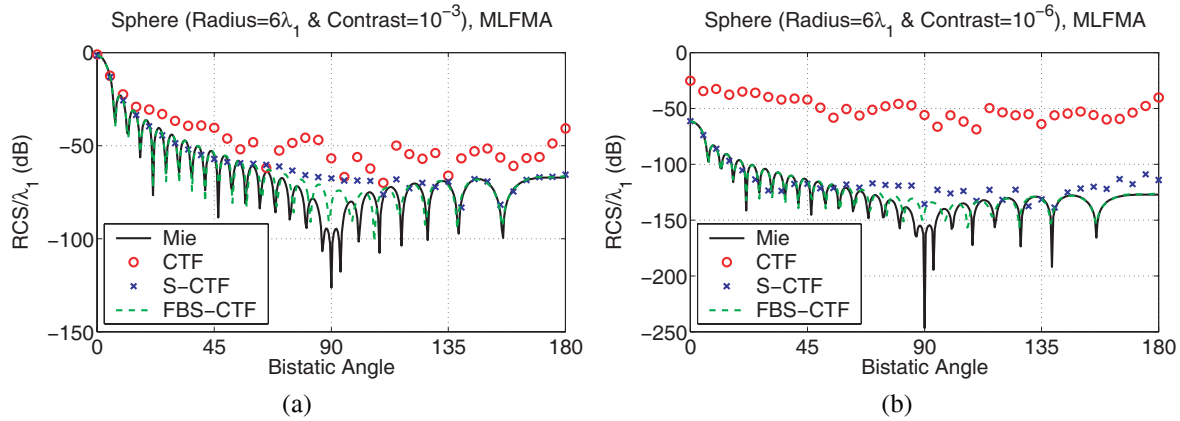 Sphere (Radius=6λ₁ & Contrast=10⁻³), MLFMA
0
−50
−100
−150
RCS/λ₁ (dB)
Mie
CTF
S−CTF
FBS−CTF
0 45 90 135 180
Bistatic Angle
(a)
Sphere (Radius=6λ₁ & Contrast=10⁻⁶), MLFMA
0
−50
−100
−150
−200
−250
RCS/λ₁ (dB)
Mie
CTF
S−CTF
FBS−CTF
0 45 90 135 180
Bistatic Angle
(b)